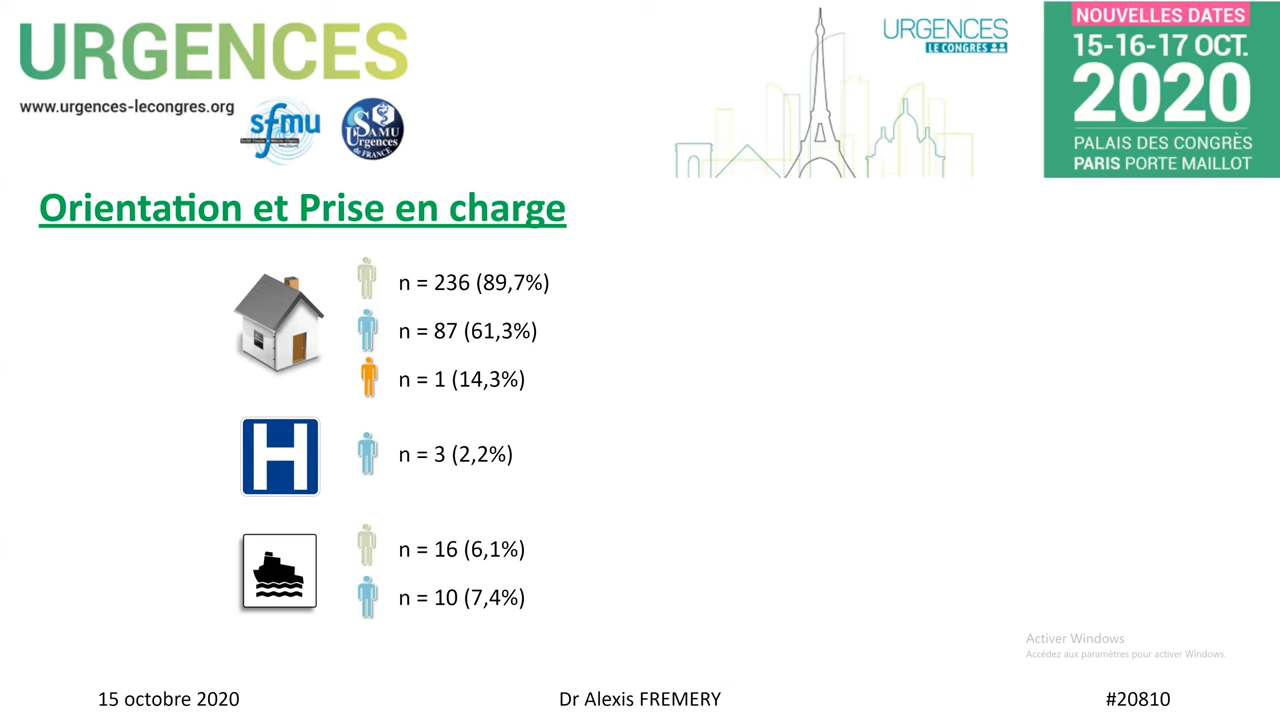 URGENCES
www.urgences-lecongres.org
sfmu
SAMU
Urgences
de FRANCE
URGENCES
LE CONGRES
NOUVELLES DATES
15-16-17 OCT.
2020
PALAIS DES CONGRÈS
PARIS PORTE MAILLOT
Orientation et Prise en charge
n = 236 (89,7%)
n = 87 (61,3%)
n = 1 (14,3%)
H
n = 3 (2,2%)
n = 16 (6,1%)
n = 10 (7,4%)
Activer Windows
Accédez aux paramètres pour activer Windows.
15 octobre 2020
Dr Alexis FREMERY
#20810